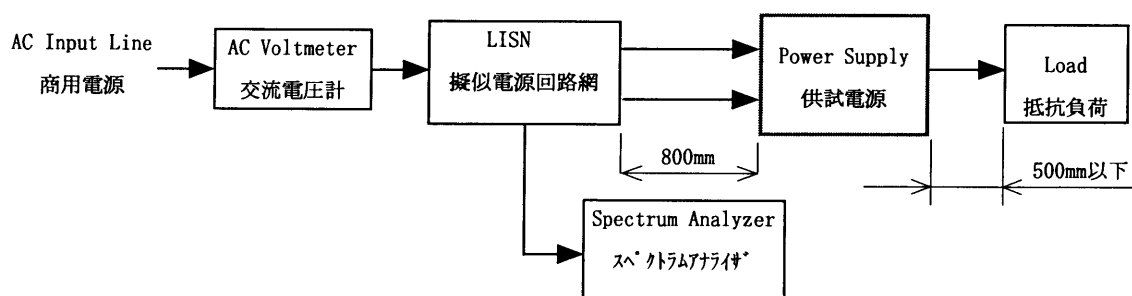 AC Input Line
商用電源
AC Voltmeter
交流電圧計
LISN
擬似電源回路網
Power Supply
供試電源
Load
抵抗負荷
800mm
500mm以下
Spectrum Analyzer
スペクトラムアナライザ